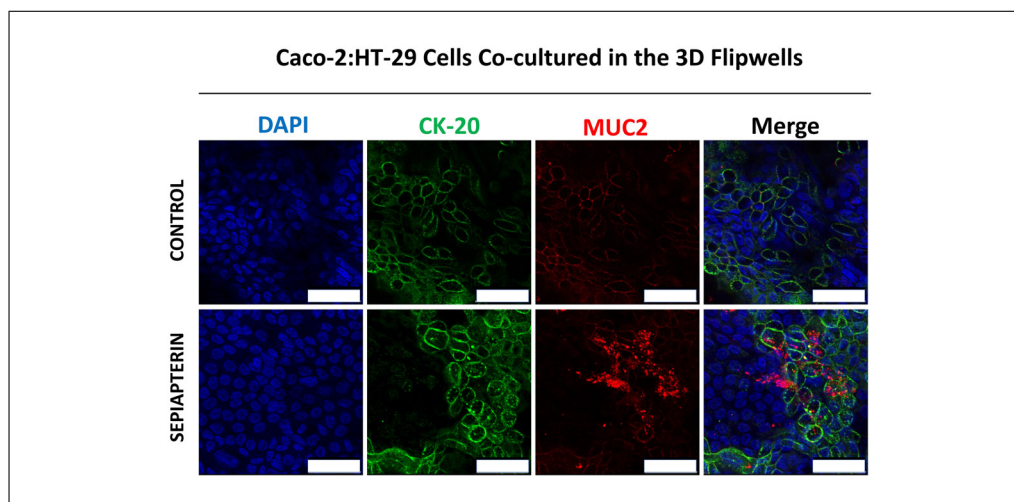 Caco-2:HT-29 Cells Co-cultured in the 3D Flipwells
DAPI CK-20 MUC2 Merge
CONTROL
SEPIAPTERIN